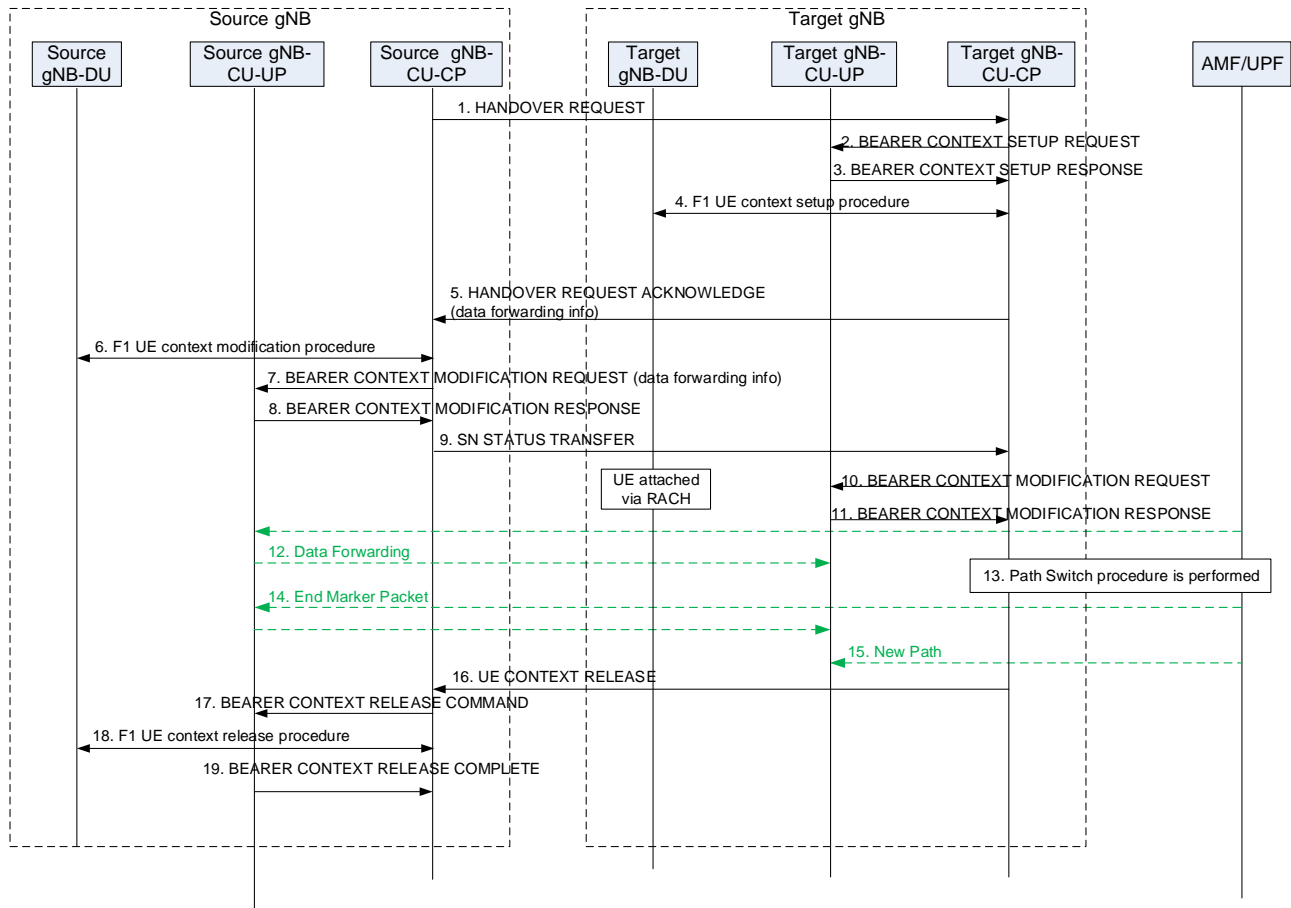 Source gNB
Target gNB
Source
gNB-DU
Source gNB-
CU-UP
Source gNB-
CU-CP
Target
gNB-DU
Target gNB-
CU-UP
Target gNB-
CU-CP
AMF/UPF
1. HANDOVER REQUEST
2. BEARER CONTEXT SETUP REQUEST
3. BEARER CONTEXT SETUP RESPONSE
4. F1 UE context setup procedure
5. HANDOVER REQUEST ACKNOWLEDGE
(data forwarding info)
6. F1 UE context modification procedure
7. BEARER CONTEXT MODIFICATION REQUEST (data forwarding info)
8. BEARER CONTEXT MODIFICATION RESPONSE
9. SN STATUS TRANSFER
UE attached
via RACH
10. BEARER CONTEXT MODIFICATION REQUEST
11. BEARER CONTEXT MODIFICATION RESPONSE
12. Data Forwarding
13. Path Switch procedure is performed
14. End Marker Packet
15. New Path
16. UE CONTEXT RELEASE
17. BEARER CONTEXT RELEASE COMMAND
18. F1 UE context release procedure
19. BEARER CONTEXT RELEASE COMPLETE